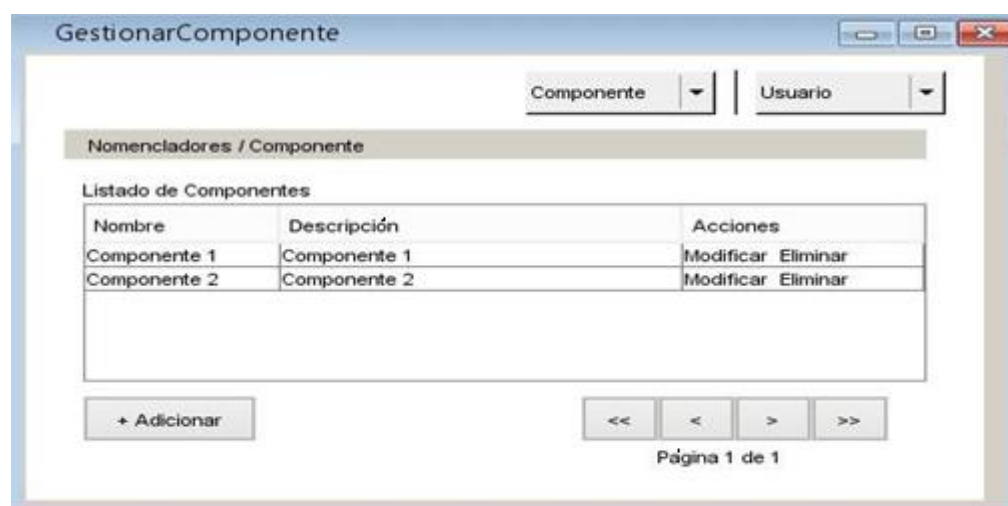 GestionarComponente
Componente Usuario
Nomencladores / Componente
Listado de Componentes
Nombre Descripción Acciones
Componente 1 Componente 1 Modificar Eliminar
Componente 2 Componente 2 Modificar Eliminar
+ Adicionar << < > >>
Página 1 de 1